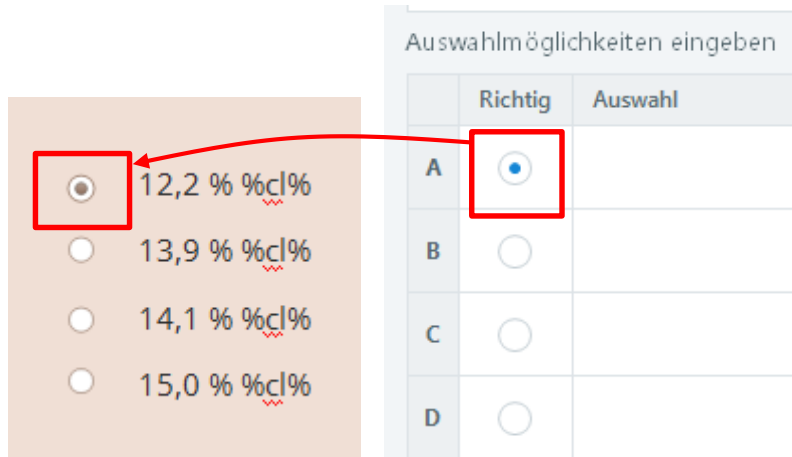 12,2 % %cl%
13,9 % %cl%
14,1 % %cl%
15,0 % %cl%
Auswahlmöglichkeiten eingeben
Richtig Auswahl
A
B
C
D